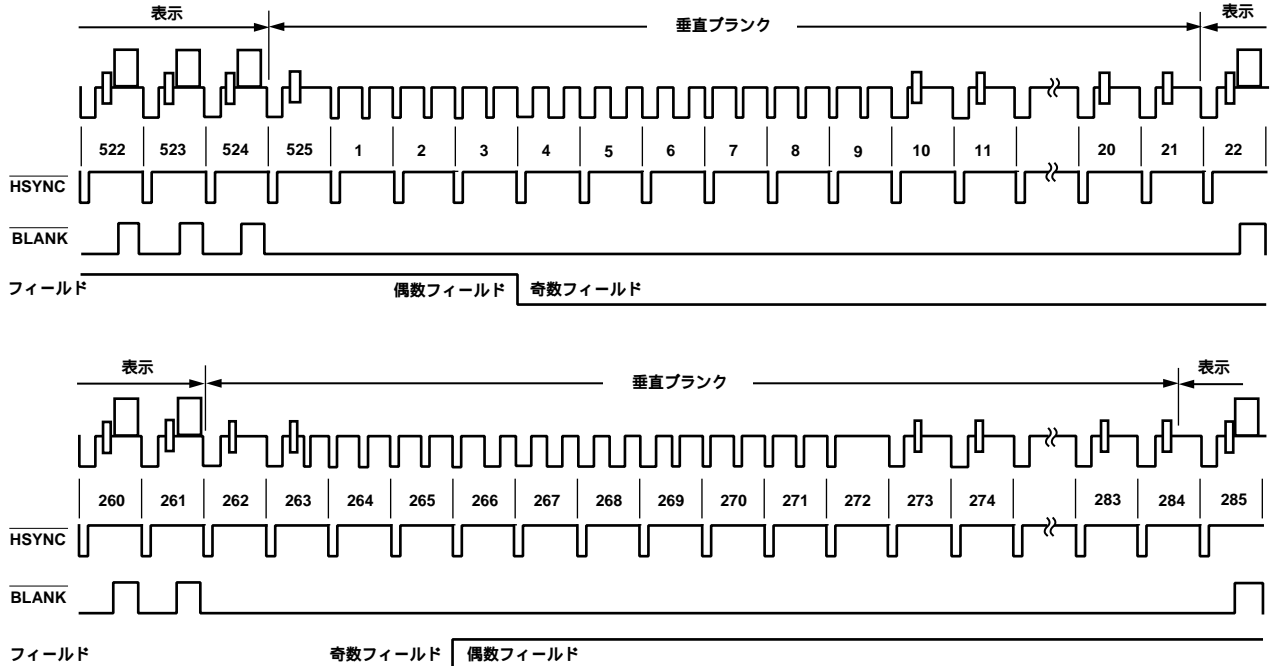 表示 垂直ブランク 表示
522 523 524 525 1 2 3 4 5 6 7 8 9 10 11 20 21 22
HSYNC
BLANK
フィールド 偶数フィールド 奇数フィールド
表示 垂直ブランク 表示
260 261 262 263 264 265 266 267 268 269 270 271 272 273 274 283 284 285
HSYNC
BLANK
フィールド 奇数フィールド 偶数フィールド